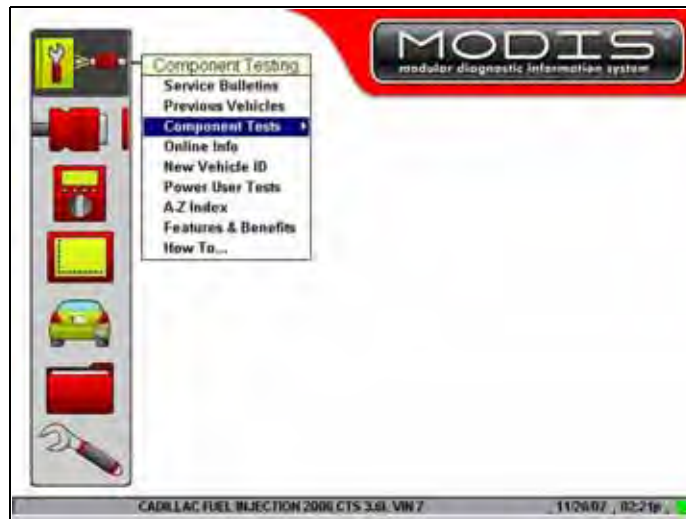 MODIS
modular diagnostic information system
Component Testing
Service Bulletins
Previous Vehicles
Component Tests
Online Info
New Vehicle ID
Power User Tests
A-Z Index
Features & Benefits
How To...
CADILLAC FUEL INJECTION 2006 CTS 3.6L VIN 7
11/26/07 02:21p